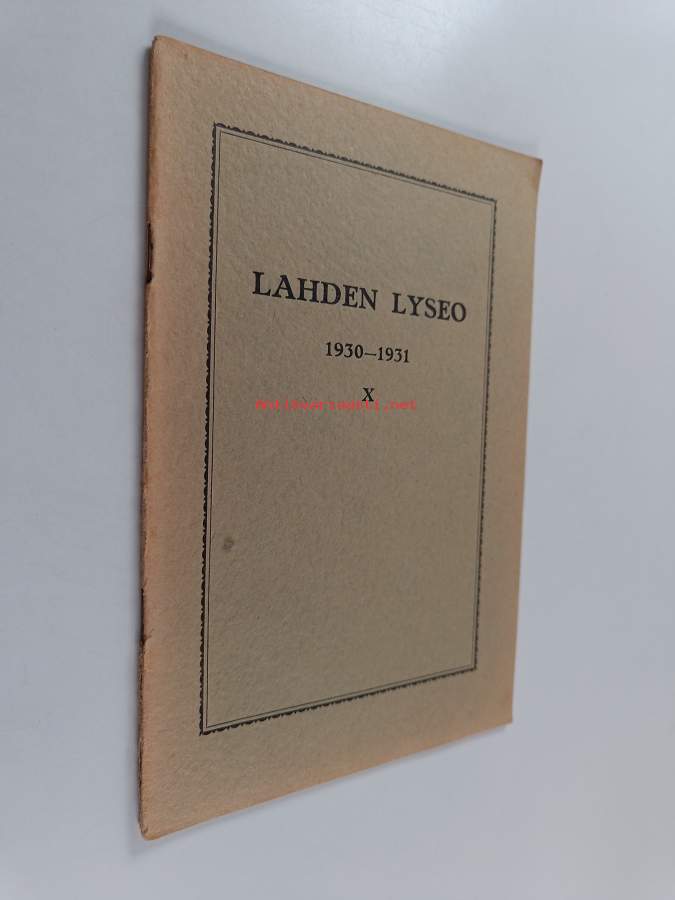 LAHDEN LYSEO
1930—1931
X
antikvariaatti.net